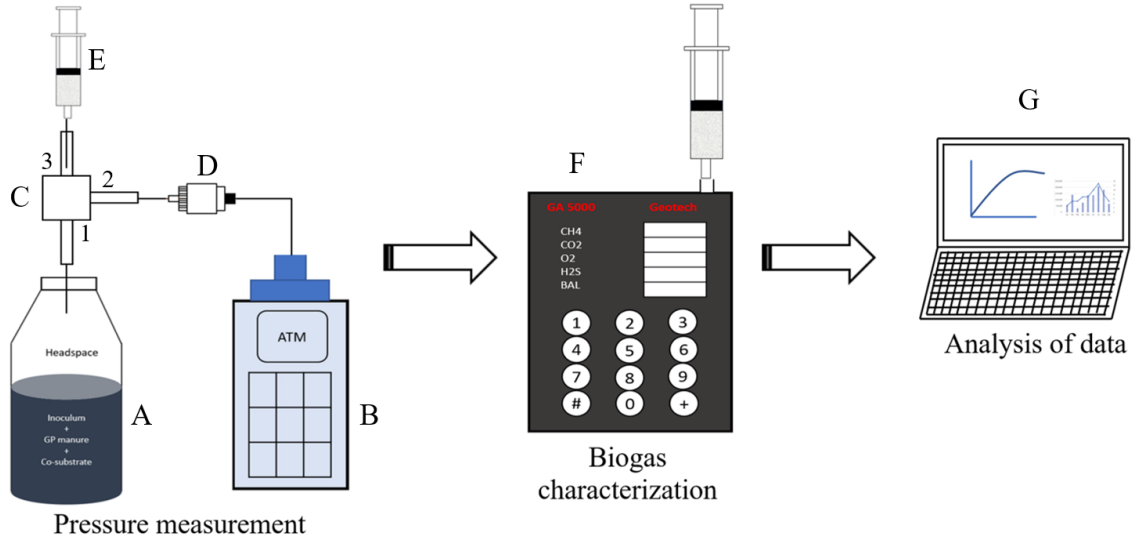 E
3
C
2
1
D
Headspace
Inoculum
+
GP manure
+
Co-substrate
A
ATM
B
Pressure measurement
F
GA 5000 Geotech
CH4
CO2
O2
H2S
BAL
1 2 3
4 5 6
7 8 9
# 0 +
Biogas
characterization
G
Analysis of data